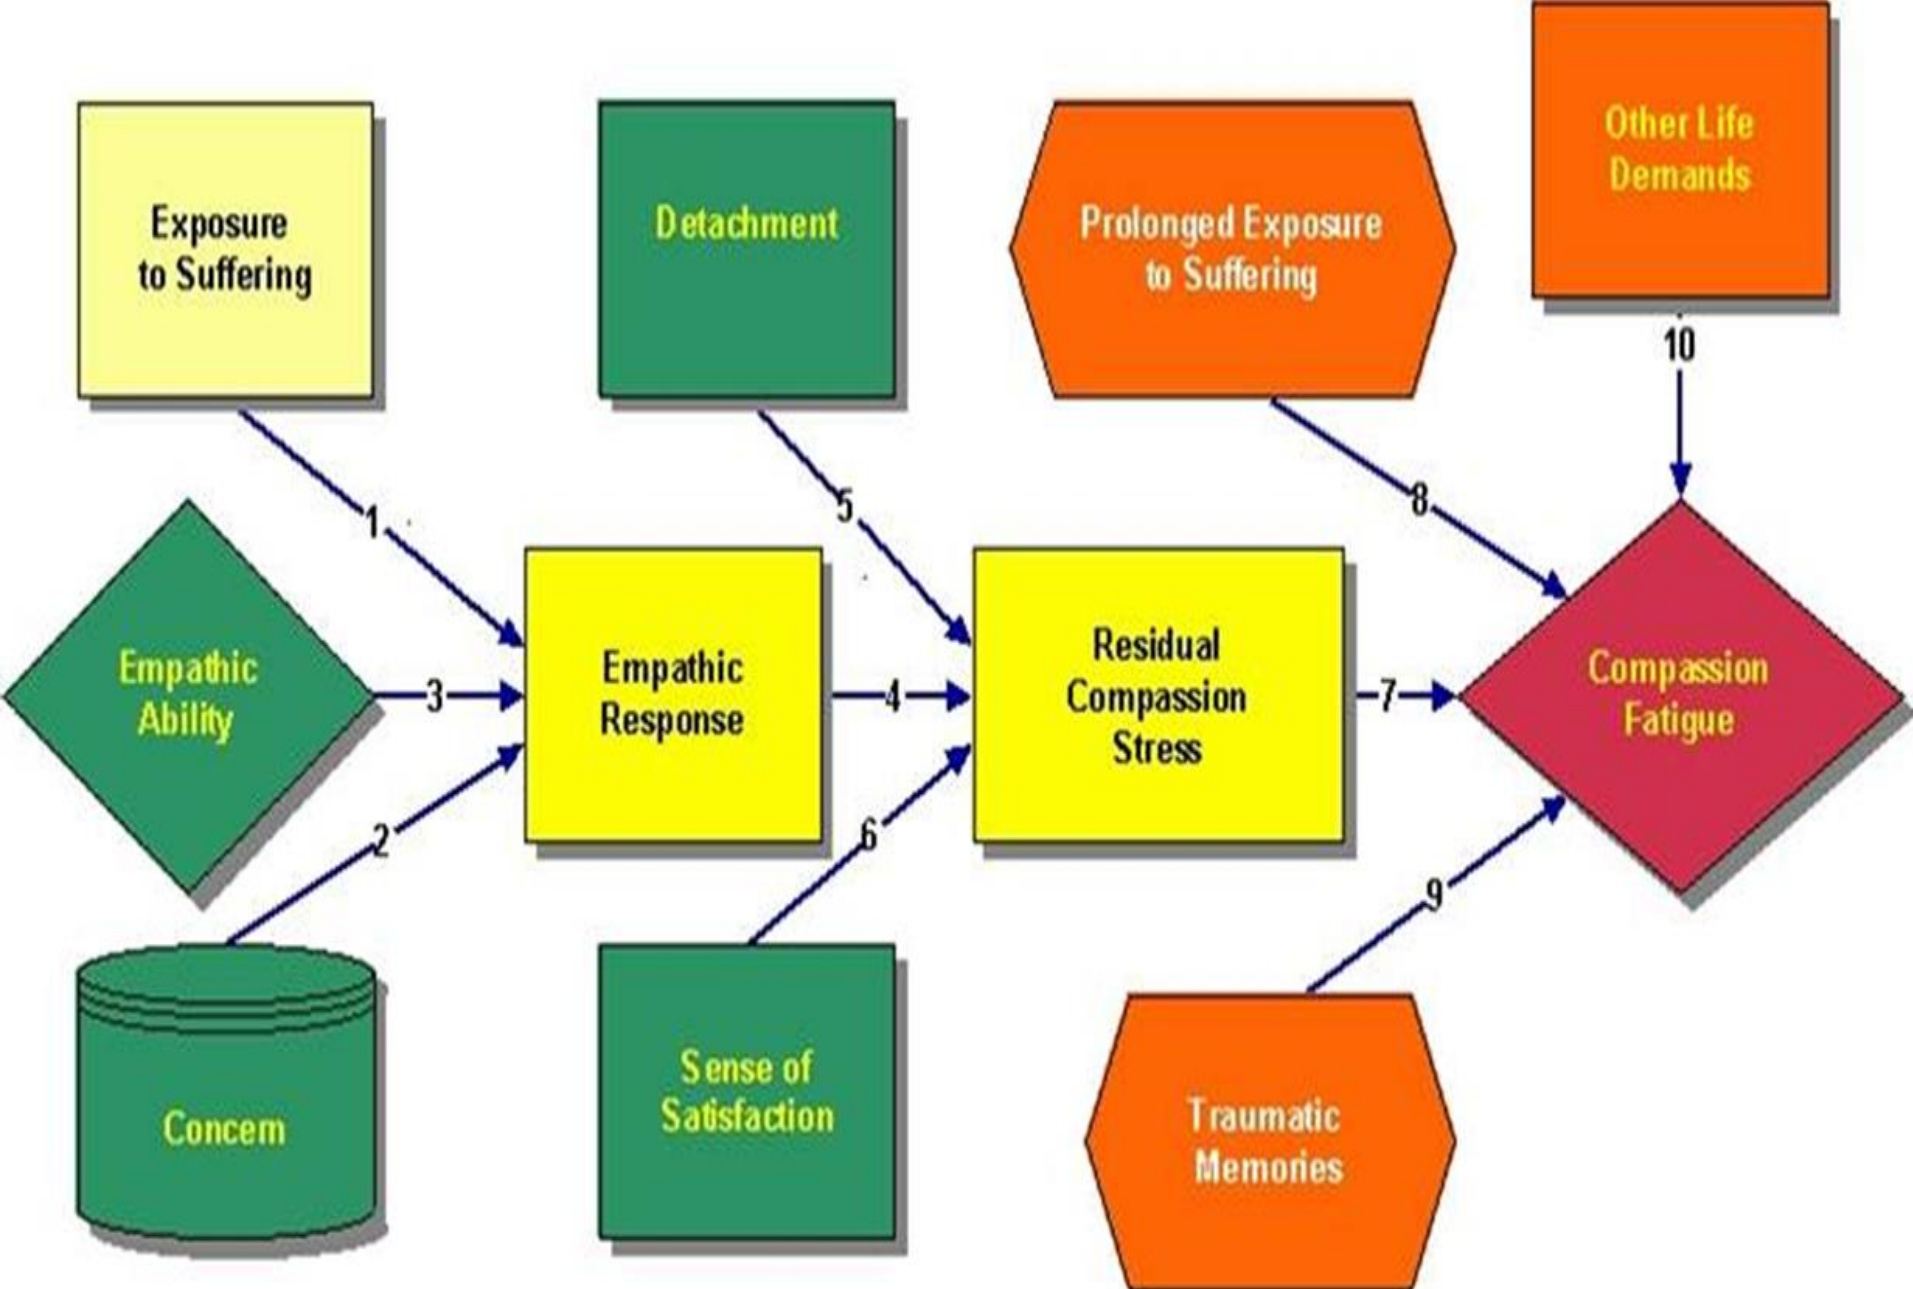 Other Life
Demands
Exposure
to Suffering
Detachment
Prolonged Exposure
to Suffering
10
1
5
8
Empathic
Ability
3
Empathic
Response
4
Residual
Compassion
Stress
7
Compassion
Fatigue
2
6
9
Concern
Sense of
Satisfaction
Traumatic
Memories